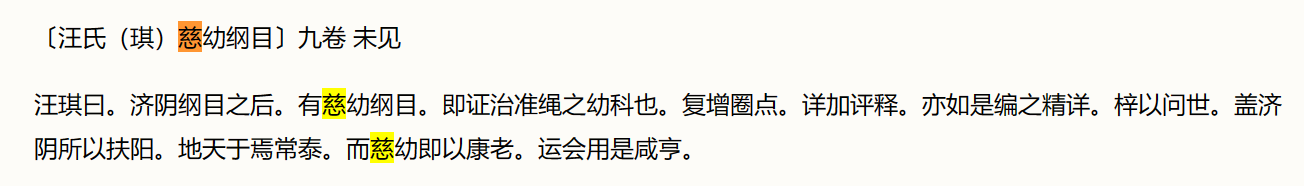 〔汪氏（琪）慈幼纲目〕九卷 未见
汪琪曰。济阴纲目之后。有慈幼纲目。即证治准绳之幼科也。复增圈点。详加评释。亦如是编之精详。梓以问世。盖济
阴所以扶阳。地天于焉常泰。而慈幼即以康老。运会用是咸亨。